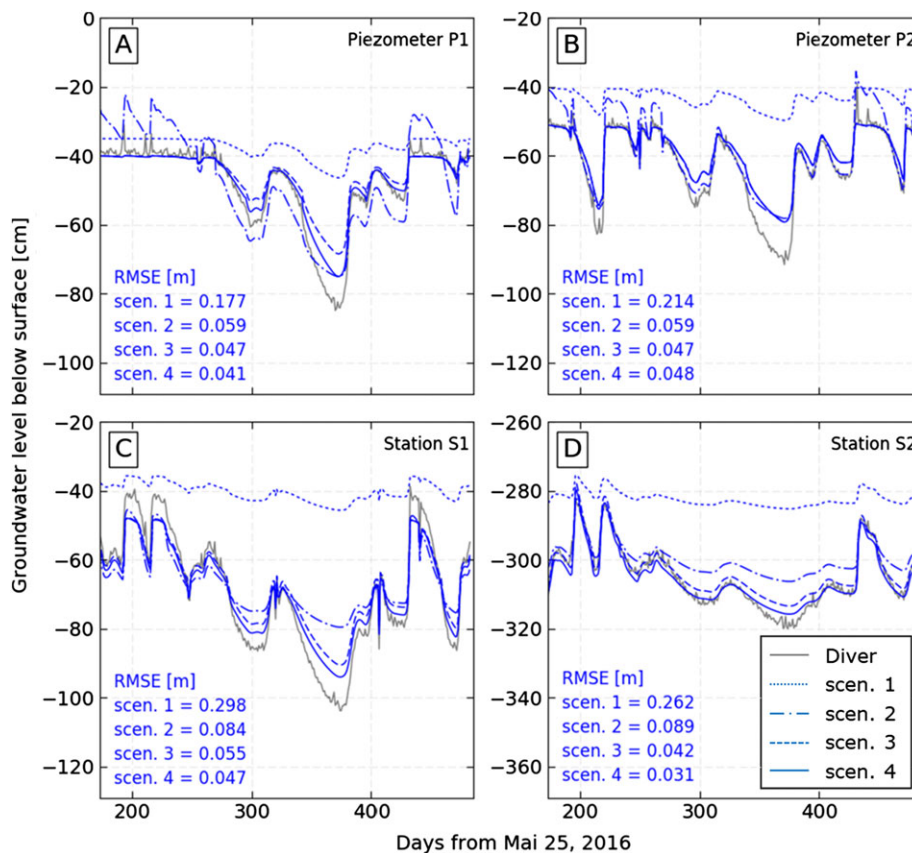 A
Piezometer P1
B
Piezometer P2
0
−20
−40
−60
−80
−100
−20
−40
−60
−80
−100
−120
RMSE [m]
scen. 1 = 0.177
scen. 2 = 0.059
scen. 3 = 0.047
scen. 4 = 0.041
RMSE [m]
scen. 1 = 0.214
scen. 2 = 0.059
scen. 3 = 0.047
scen. 4 = 0.048
300
400
300
400
Groundwater level below surface [cm]
C
Station S1
D
Station S2
−20
−40
−60
−80
−100
−120
−260
−280
−300
−320
−340
−360
RMSE [m]
scen. 1 = 0.298
scen. 2 = 0.084
scen. 3 = 0.055
scen. 4 = 0.047
RMSE [m]
scen. 1 = 0.262
scen. 2 = 0.089
scen. 3 = 0.042
scen. 4 = 0.031
Diver
scen. 1
scen. 2
scen. 3
scen. 4
200
300
400
200
300
400
Days from Mai 25, 2016